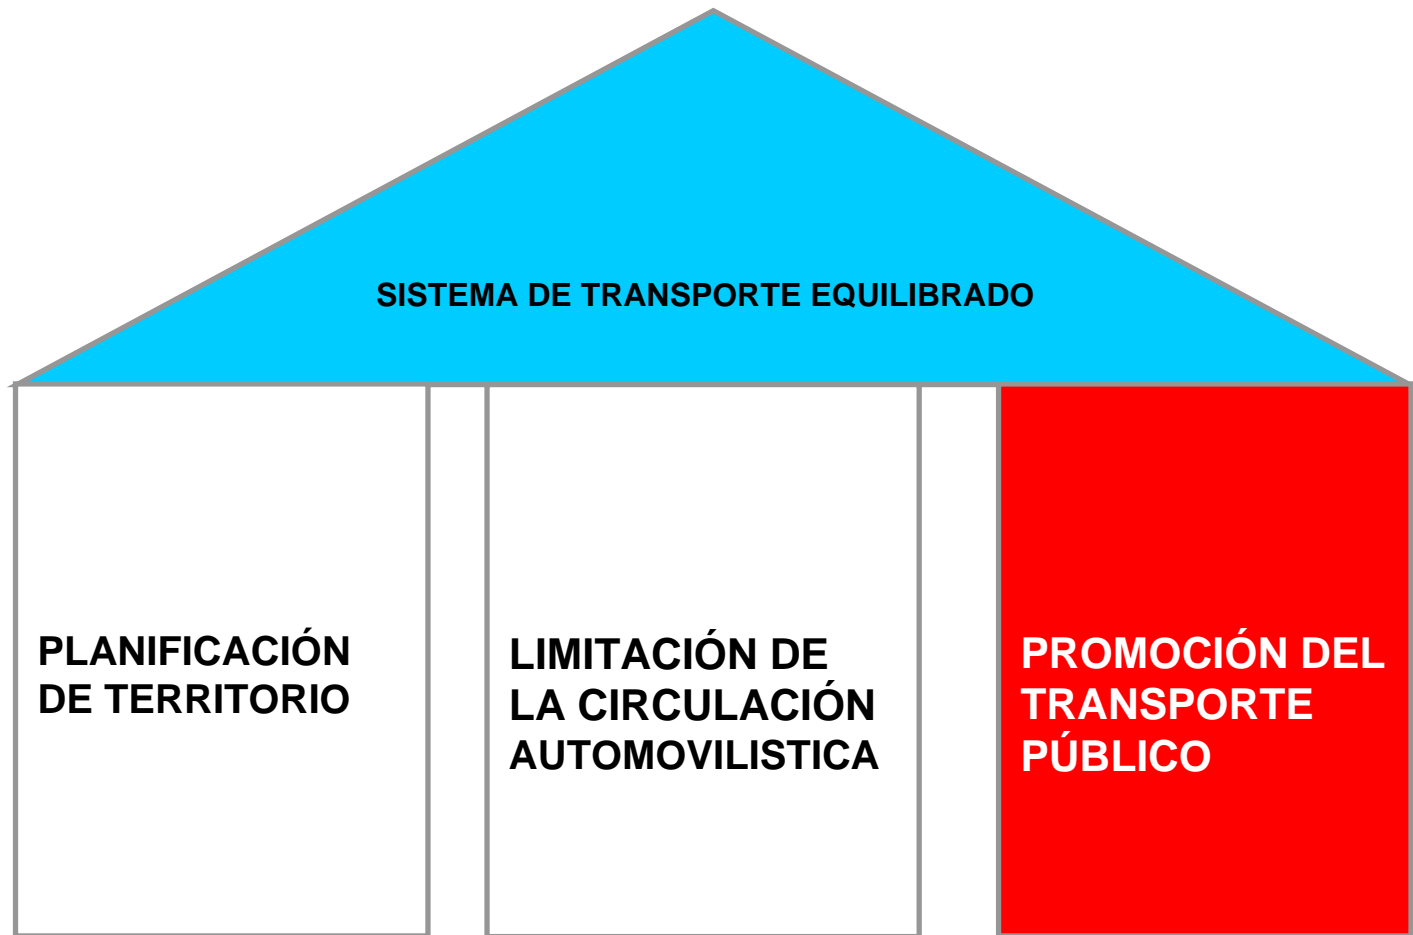 SISTEMA DE TRANSPORTE EQUILIBRADO
PLANIFICACIÓN
DE TERRITORIO
LIMITACIÓN DE
LA CIRCULACIÓN
AUTOMOVILISTICA
PROMOCIÓN DEL
TRANSPORTE
PÚBLICO